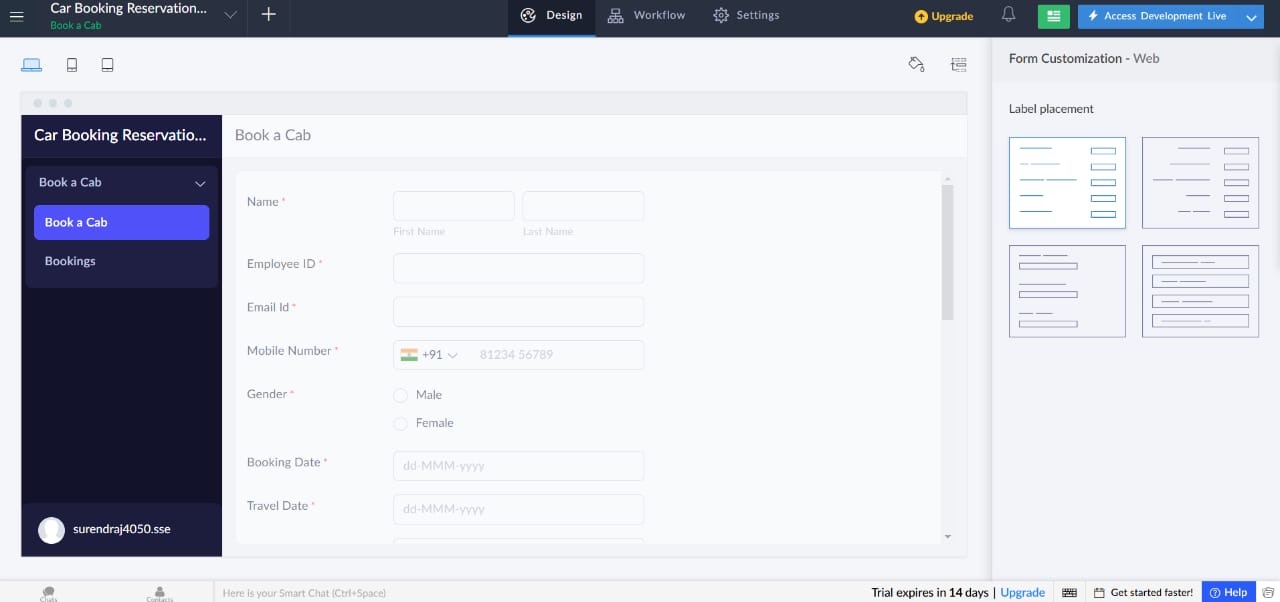 Car Booking Reservation...
Book a Cab
Design
Workflow
Settings
Upgrade
Access Development Live
Form Customization - Web
Label placement
Car Booking Reservatio...
Book a Cab
Book a Cab
Book a Cab
Bookings
surendraj4050.sse
Name *
First Name
Last Name
Employee ID *
Email Id *
Mobile Number *
+91
81234 56789
Gender *
Male
Female
Booking Date *
dd-MMM-yyyy
Travel Date *
dd-MMM-yyyy
Chats
Contacts
Here is your Smart Chat (Ctrl+Space)
Trial expires in 14 days | Upgrade
Get started faster!
Help